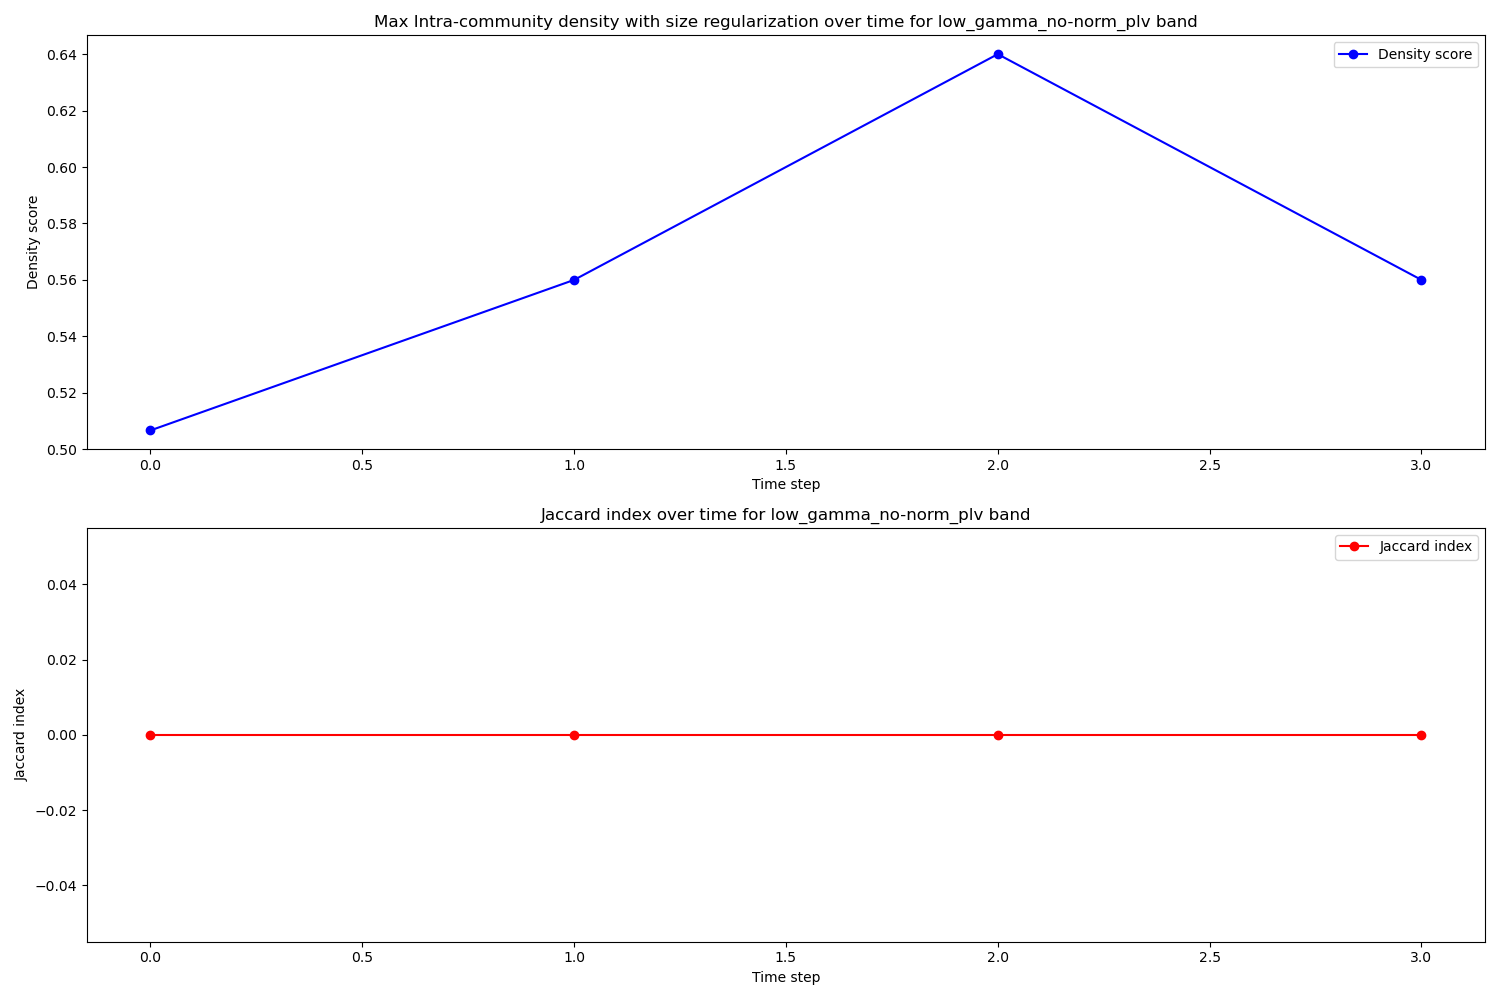 Max Intra-community density with size regularization over time for low_gamma_no-norm_plv band
Density score
0.64
0.62
0.60
0.58
0.56
0.54
0.52
0.50
Density score
0.0 0.5 1.0 1.5 2.0 2.5 3.0
Time step
Jaccard index over time for low_gamma_no-norm_plv band
Jaccard index
0.04
0.02
0.00
−0.02
−0.04
Jaccard index
0.0 0.5 1.0 1.5 2.0 2.5 3.0
Time step